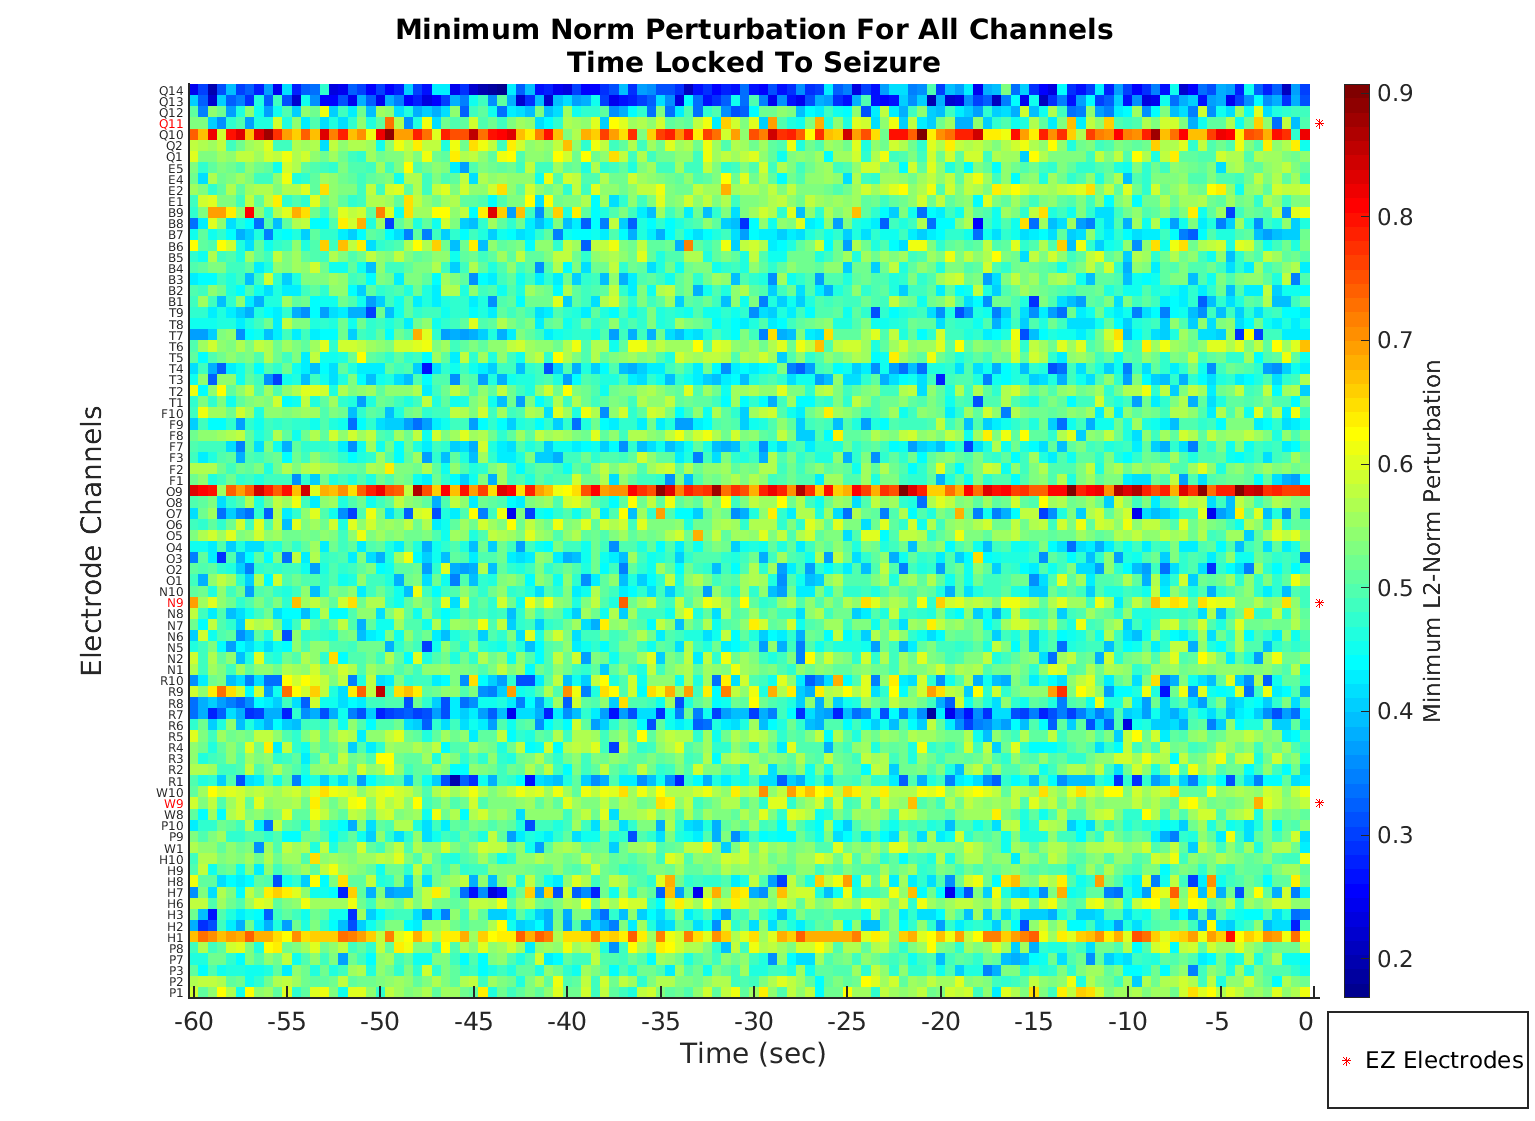 Minimum Norm Perturbation For All Channels
Time Locked To Seizure
Electrode Channels
Q14
Q13
Q12
Q11
Q10
Q2
Q1
E5
E4
E2
E1
B9
B8
B7
B6
B5
B4
B3
B2
B1
T9
T8
T7
T6
T5
T4
T3
T2
T1
F10
F9
F8
F7
F3
F2
F1
O9
O8
O7
O6
O5
O4
O3
O2
O1
N10
N9
N8
N7
N6
N5
N2
N1
R10
R9
R8
R7
R6
R5
R4
R3
R2
R1
W10
W9
W8
P10
P9
W1
H10
H9
H8
H7
H6
H3
H2
H1
P8
P7
P3
P2
P1
-60 -55 -50 -45 -40 -35 -30 -25 -20 -15 -10 -5 0
Time (sec)
0.9
0.8
0.7
0.6
0.5
0.4
0.3
0.2
Minimum L2-Norm Perturbation
EZ Electrodes